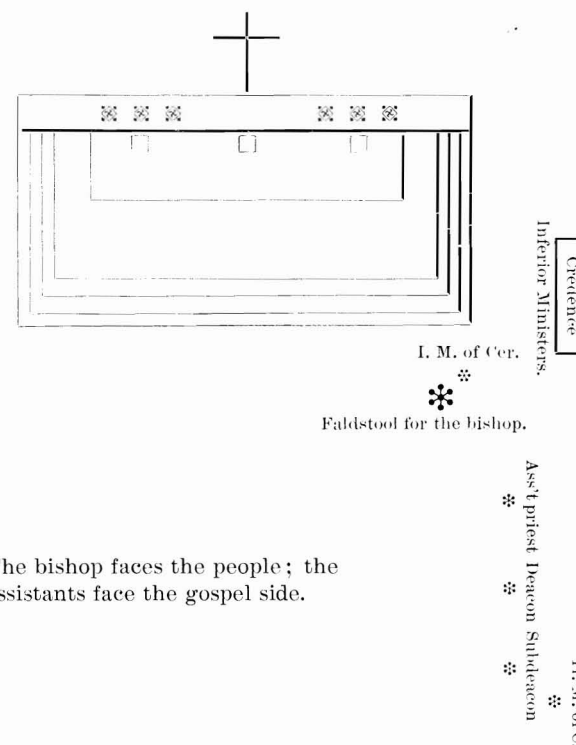 Credence
Inferior Ministers.
I. M. of Cer.
Faldstool for the bishop.
Ass't priest Deacon Subdeacon
he bishop faces the people; the
ssistants face the gospel side.
M. of C